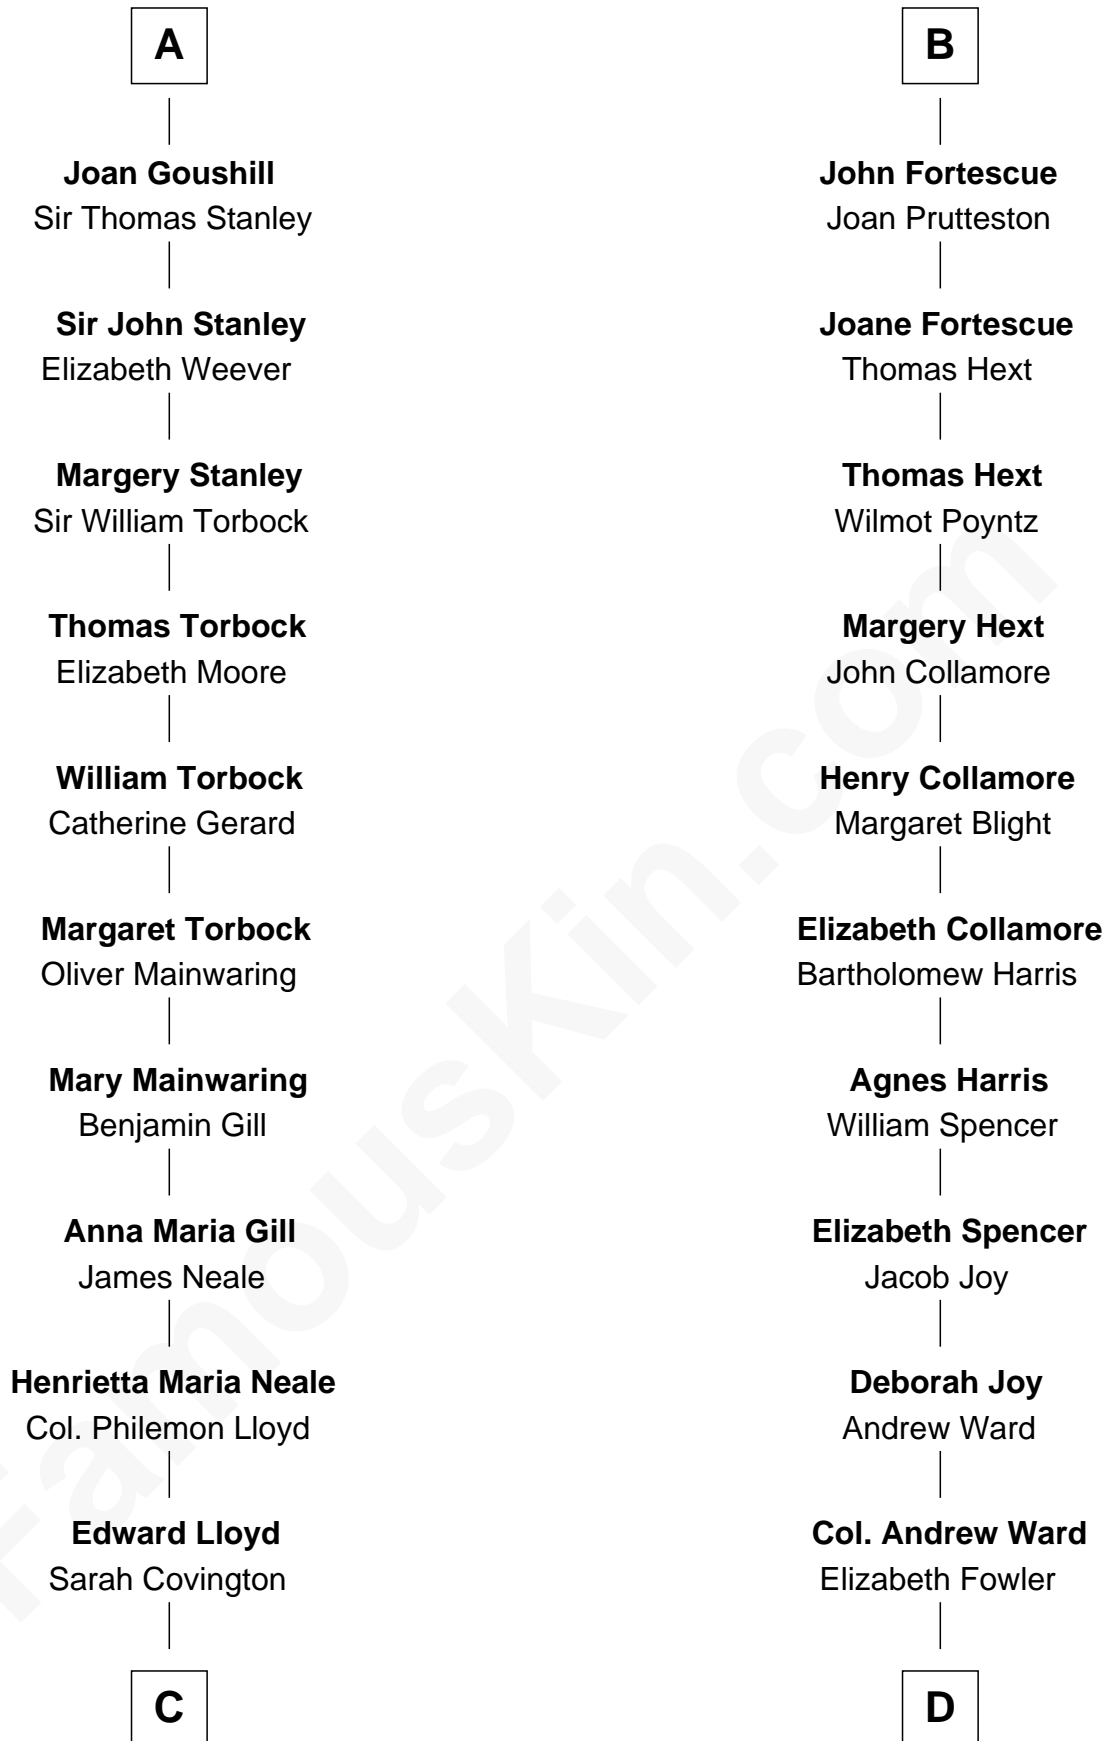 A
Joan Goushill
Sir Thomas Stanley
Sir John Stanley
Elizabeth Weever
Margery Stanley
Sir William Torbock
Thomas Torbock
Elizabeth Moore
William Torbock
Catherine Gerard
Margaret Torbock
Oliver Mainwaring
Mary Mainwaring
Benjamin Gill
Anna Maria Gill
James Neale
Henrietta Maria Neale
Col. Philemon Lloyd
Edward Lloyd
Sarah Covington
C
B
John Fortescue
Joan Prutteston
Joane Fortescue
Thomas Hext
Thomas Hext
Wilmot Poyntz
Margery Hext
John Collamore
Henry Collamore
Margaret Blight
Elizabeth Collamore
Bartholomew Harris
Agnes Harris
William Spencer
Elizabeth Spencer
Jacob Joy
Deborah Joy
Andrew Ward
Col. Andrew Ward
Elizabeth Fowler
D
FamousKin.com